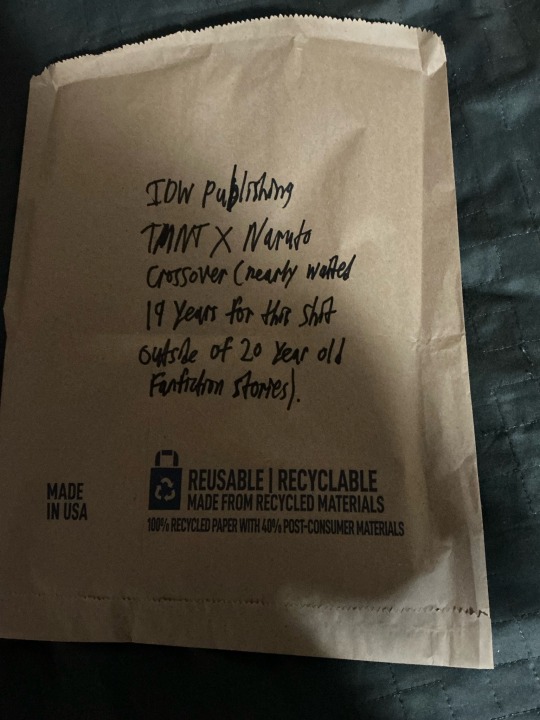 IDW Publishing
TMNT X Naruto
Crossover (nearly waited
19 years for this shit
outside of 20 year old
Fanfiction stories).
MADE
IN USA
REUSABLE | RECYCLABLE
MADE FROM RECYCLED MATERIALS
100% RECYCLED PAPER WITH 40% POST-CONSUMER MATERIALS